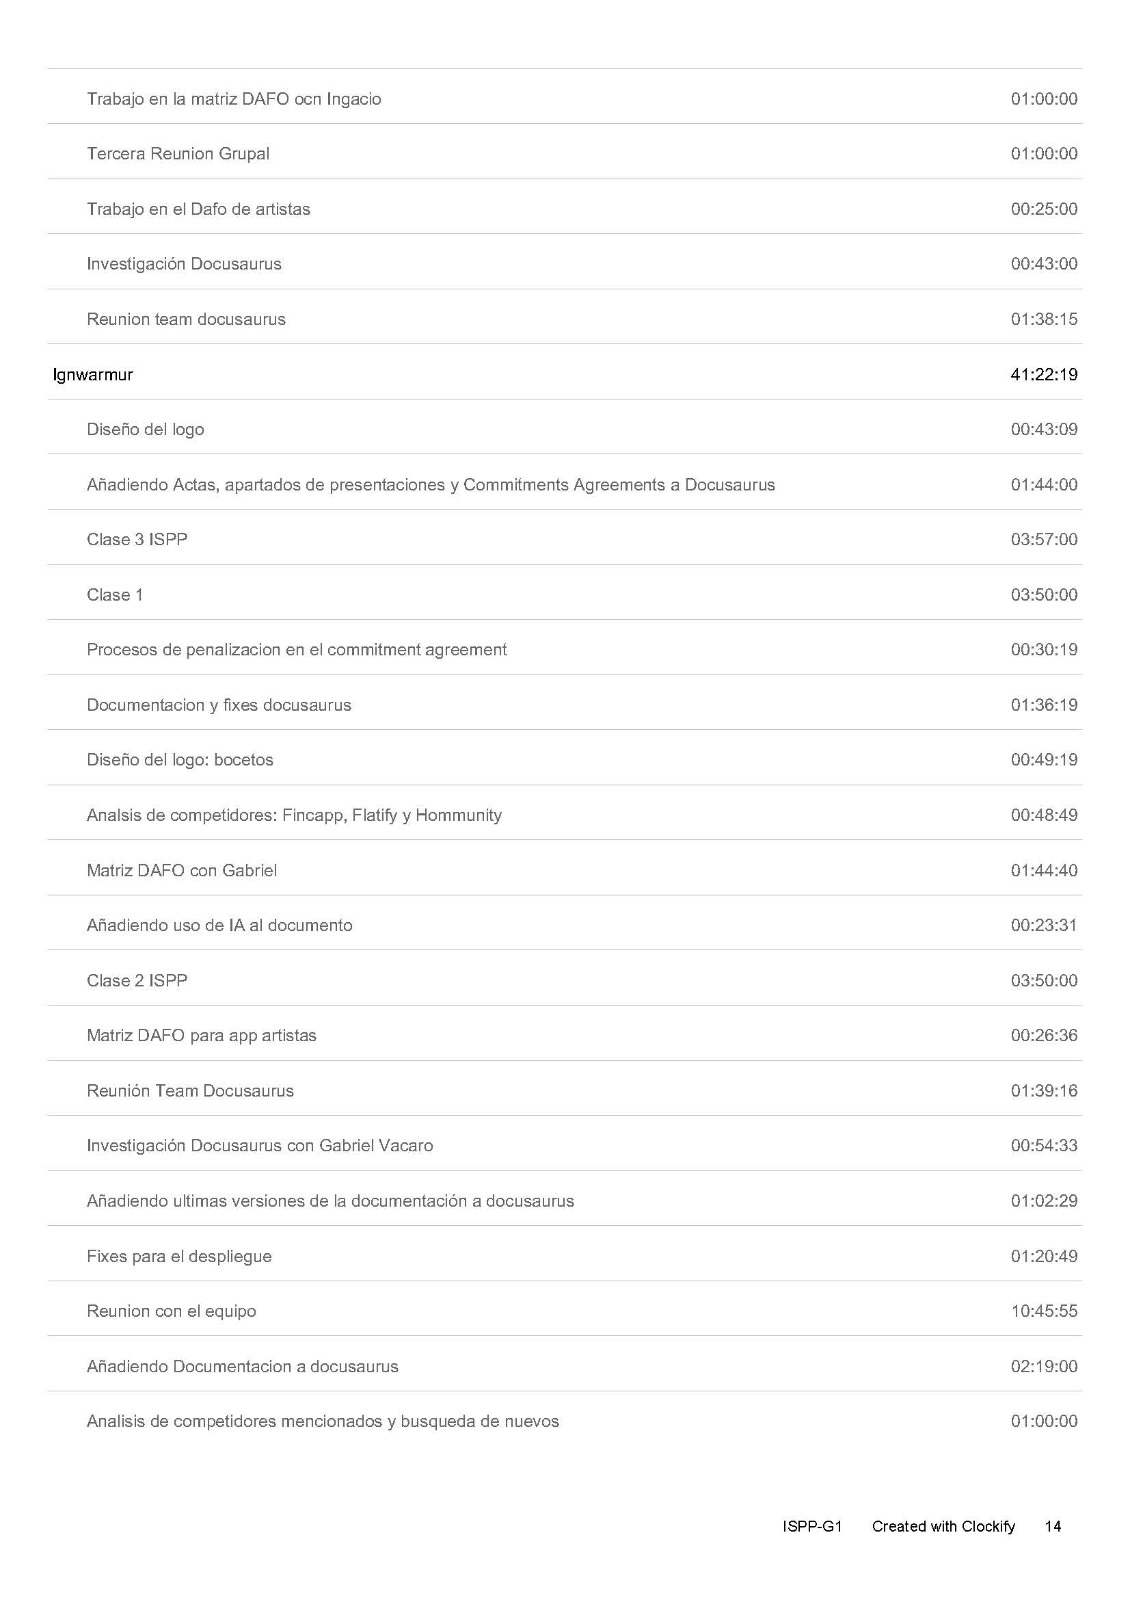 Trabajo en la matriz DAFO ocn Ingacio 01:00:00
Tercera Reunion Grupal 01:00:00
Trabajo en el Dafo de artistas 00:25:00
Investigación Docusaurus 00:43:00
Reunion team docusaurus 01:38:15
Ignwarmur 41:22:19
Diseño del logo 00:43:09
Añadiendo Actas, apartados de presentaciones y Commitments Agreements a Docusaurus 01:44:00
Clase 3 ISPP 03:57:00
Clase 1 03:50:00
Procesos de penalizacion en el commitment agreement 00:30:19
Documentacion y fixes docusaurus 01:36:19
Diseño del logo: bocetos 00:49:19
Analsis de competidores: Fincapp, Flatify y Hommunity 00:48:49
Matriz DAFO con Gabriel 01:44:40
Añadiendo uso de IA al documento 00:23:31
Clase 2 ISPP 03:50:00
Matriz DAFO para app artistas 00:26:36
Reunión Team Docusaurus 01:39:16
Investigación Docusaurus con Gabriel Vacaro 00:54:33
Añadiendo ultimas versiones de la documentación a docusaurus 01:02:29
Fixes para el despliegue 01:20:49
Reunion con el equipo 10:45:55
Añadiendo Documentacion a docusaurus 02:19:00
Analisis de competidores mencionados y busqueda de nuevos 01:00:00
ISPP-G1 Created with Clockify 14